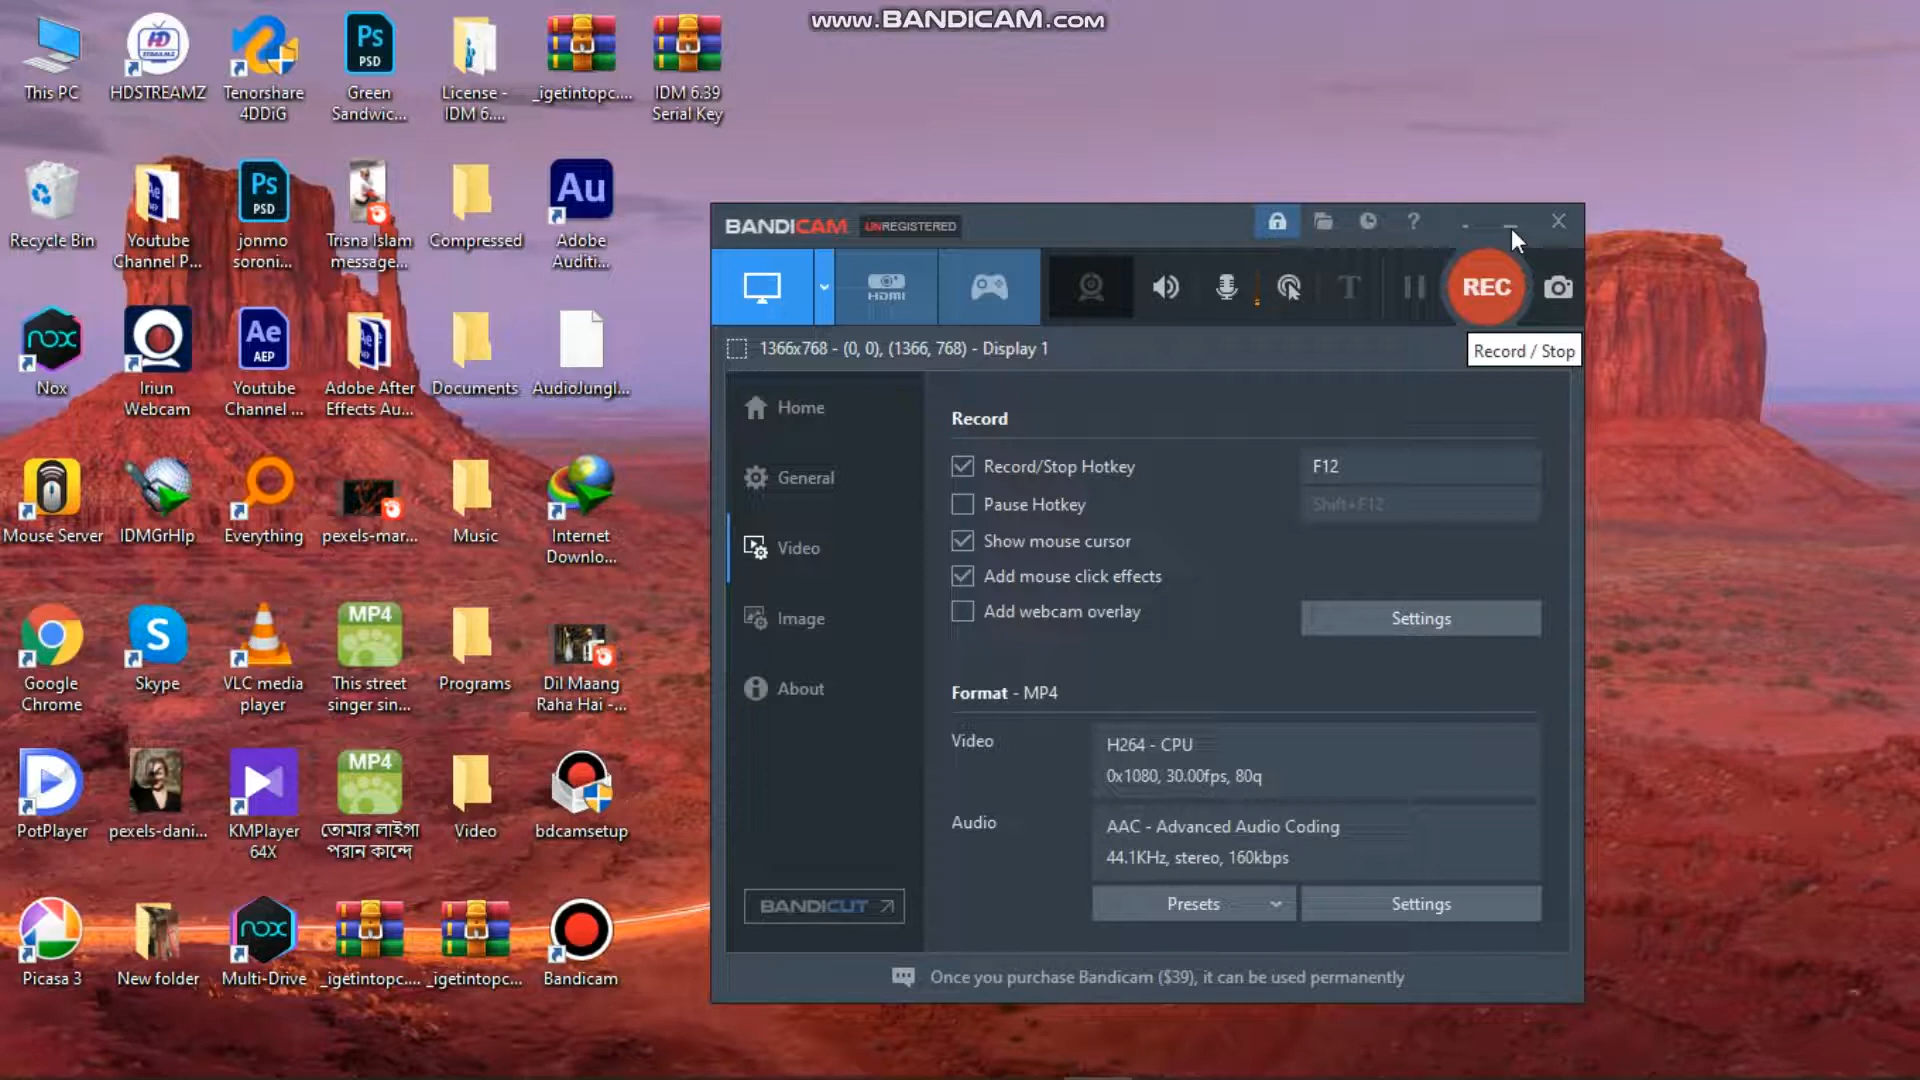 www.BANDICAM.com
This PC
HDSTREAMZ
Tenorshare
4DDiG
Green
Sandwic...
License -
IDM 6....
_igetintopc....
IDM 6.39
Serial Key
Recycle Bin
Youtube
Channel P...
jonmo
soroni...
Trisna Islam
message...
Compressed
Adobe
Auditi...
Nox
Iriun
Webcam
Youtube
Channel ...
Adobe After
Effects Au...
Documents
AudioJungl...
Mouse Server
IDMGrHlp
Everything
pexels-mar...
Music
Internet
Downlo...
Google
Chrome
Skype
VLC media
player
This street
singer sin...
Programs
Dil Maang
Raha Hai -...
PotPlayer
pexels-dani...
KMPlayer
64X
তোমার লাইগা
পরান কান্দে
Video
bdcamsetup
Picasa 3
New folder
Multi-Drive
_igetintopc....
_igetintopc...
Bandicam
BANDICAM UNREGISTERED
HDMI
REC
1366x768 - (0, 0), (1366, 768) - Display 1
Record / Stop
Home
General
Video
Image
About
BANDICUT
Record
Record/Stop Hotkey F12
Pause Hotkey Shift+F12
Show mouse cursor
Add mouse click effects
Add webcam overlay
Settings
Format - MP4
Video
H264 - CPU
0x1080, 30.00fps, 80q
Audio
AAC - Advanced Audio Coding
44.1KHz, stereo, 160kbps
Presets
Settings
Once you purchase Bandicam ($39), it can be used permanently